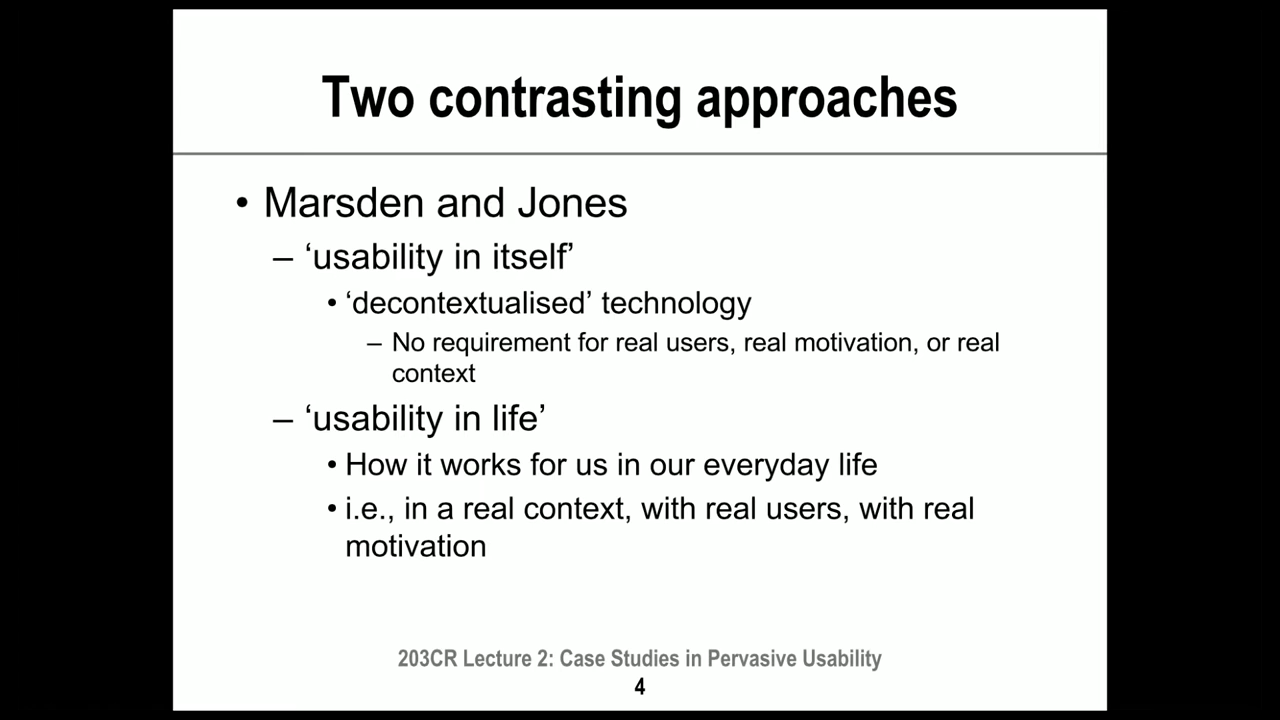 Two contrasting approaches
• Marsden and Jones
– ‘usability in itself’
• ‘decontextualised’ technology
– No requirement for real users, real motivation, or real
context
– ‘usability in life’
• How it works for us in our everyday life
• i.e., in a real context, with real users, with real
motivation
203CR Lecture 2: Case Studies in Pervasive Usability
4